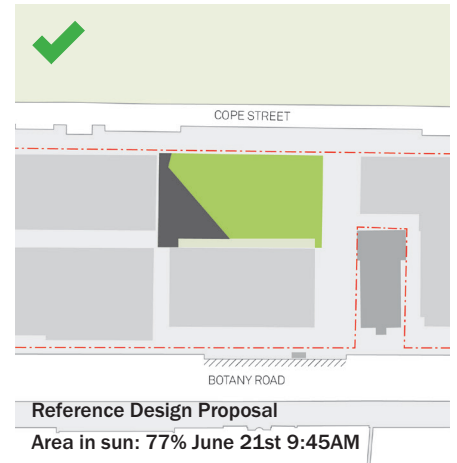 COPE STREET
BOTANY ROAD
Reference Design Proposal
Area in sun: 77% June 21st 9:45AM